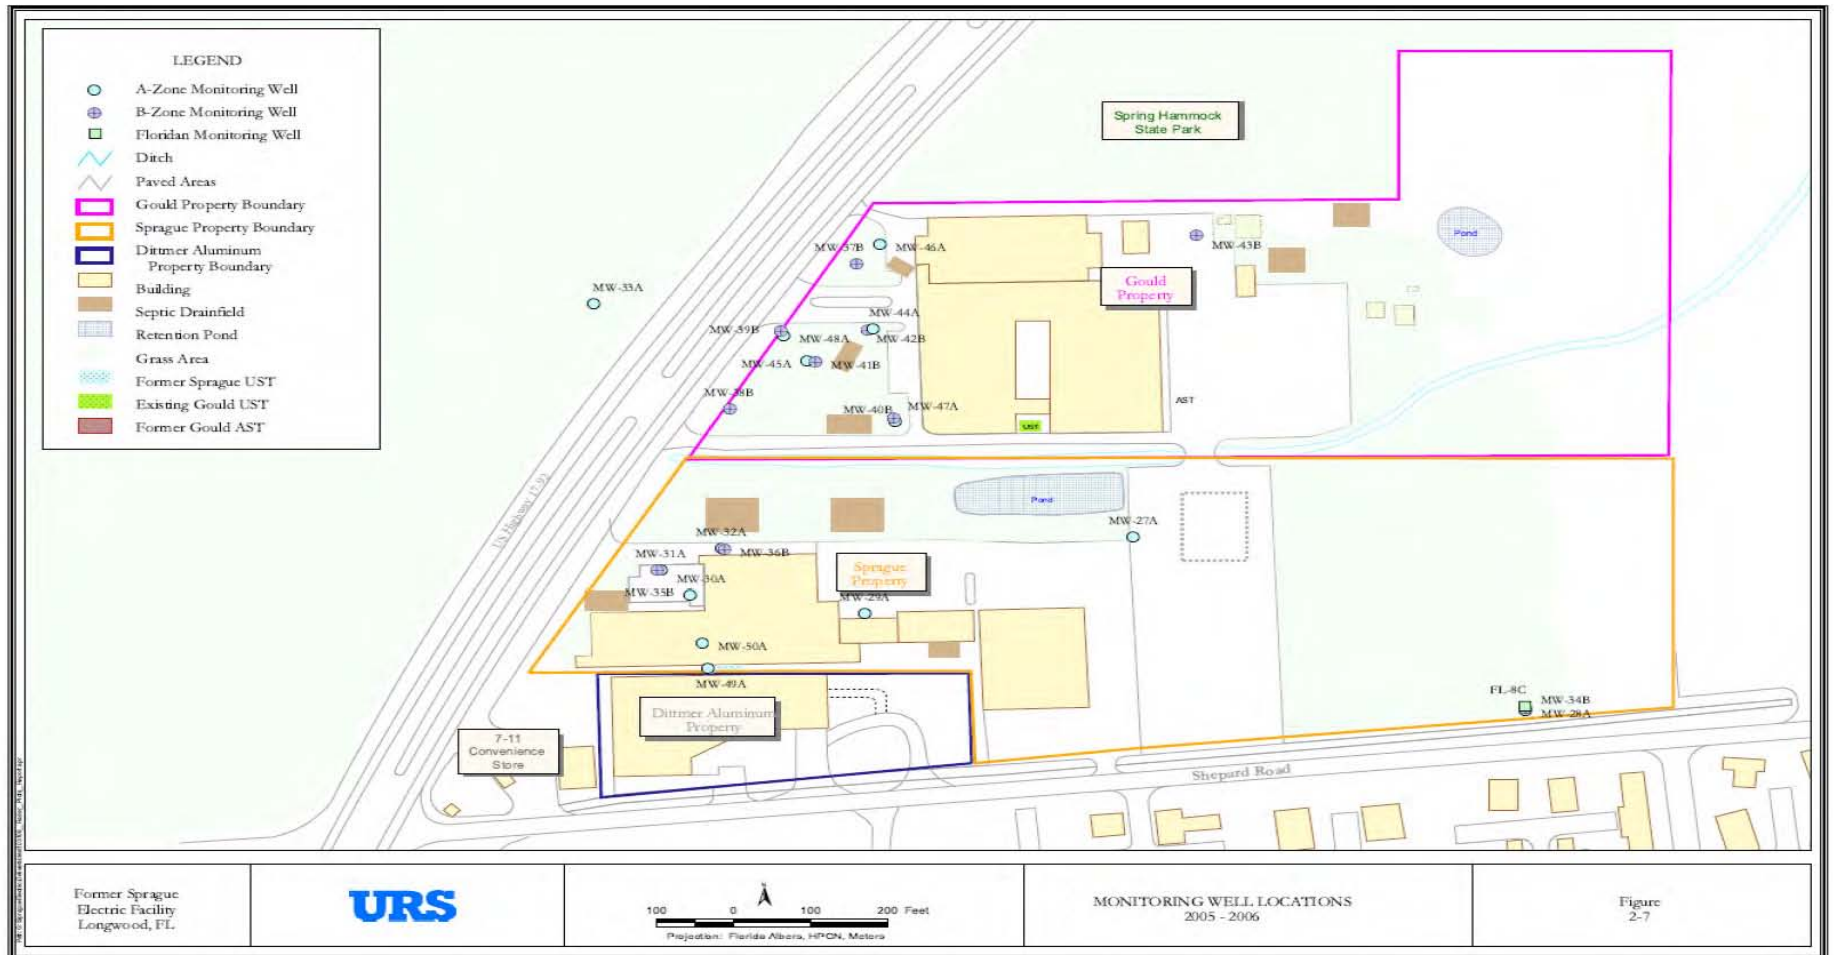 LEGEND
A-Zone Monitoring Well
B-Zone Monitoring Well
Floridan Monitoring Well
Ditch
Paved Areas
Gould Property Boundary
Sprague Property Boundary
Dittmer Aluminum
Property Boundary
Building
Septic Drainfield
Retention Pond
Grass Area
Former Sprague UST
Existing Gould UST
Former Gould AST
Spring Hammock
State Park
MW-37B
MW-46A
MW-43B
Pond
Gould
Property
MW-33A
MW-44A
MW-39B
MW-48A
MW-42B
MW-45A
MW-41B
MW-38B
MW-40B
MW-47A
AST
UST
US Highway 17-92
Pond
MW-27A
MW-32A
MW-36B
MW-31A
MW-30A
MW-35B
Sprague
Property
MW-29A
MW-50A
MW-49A
FL-8C
MW-34B
MW-28A
Dittmer Aluminum
Property
7-11
Convenience
Store
Shepard Road
Former Sprague
Electric Facility
Longwood, FL
URS
N
100 0 100 200 Feet
Projection: Florida Albers, HPGN, Meters
MONITORING WELL LOCATIONS
2005 - 2006
Figure
2-7